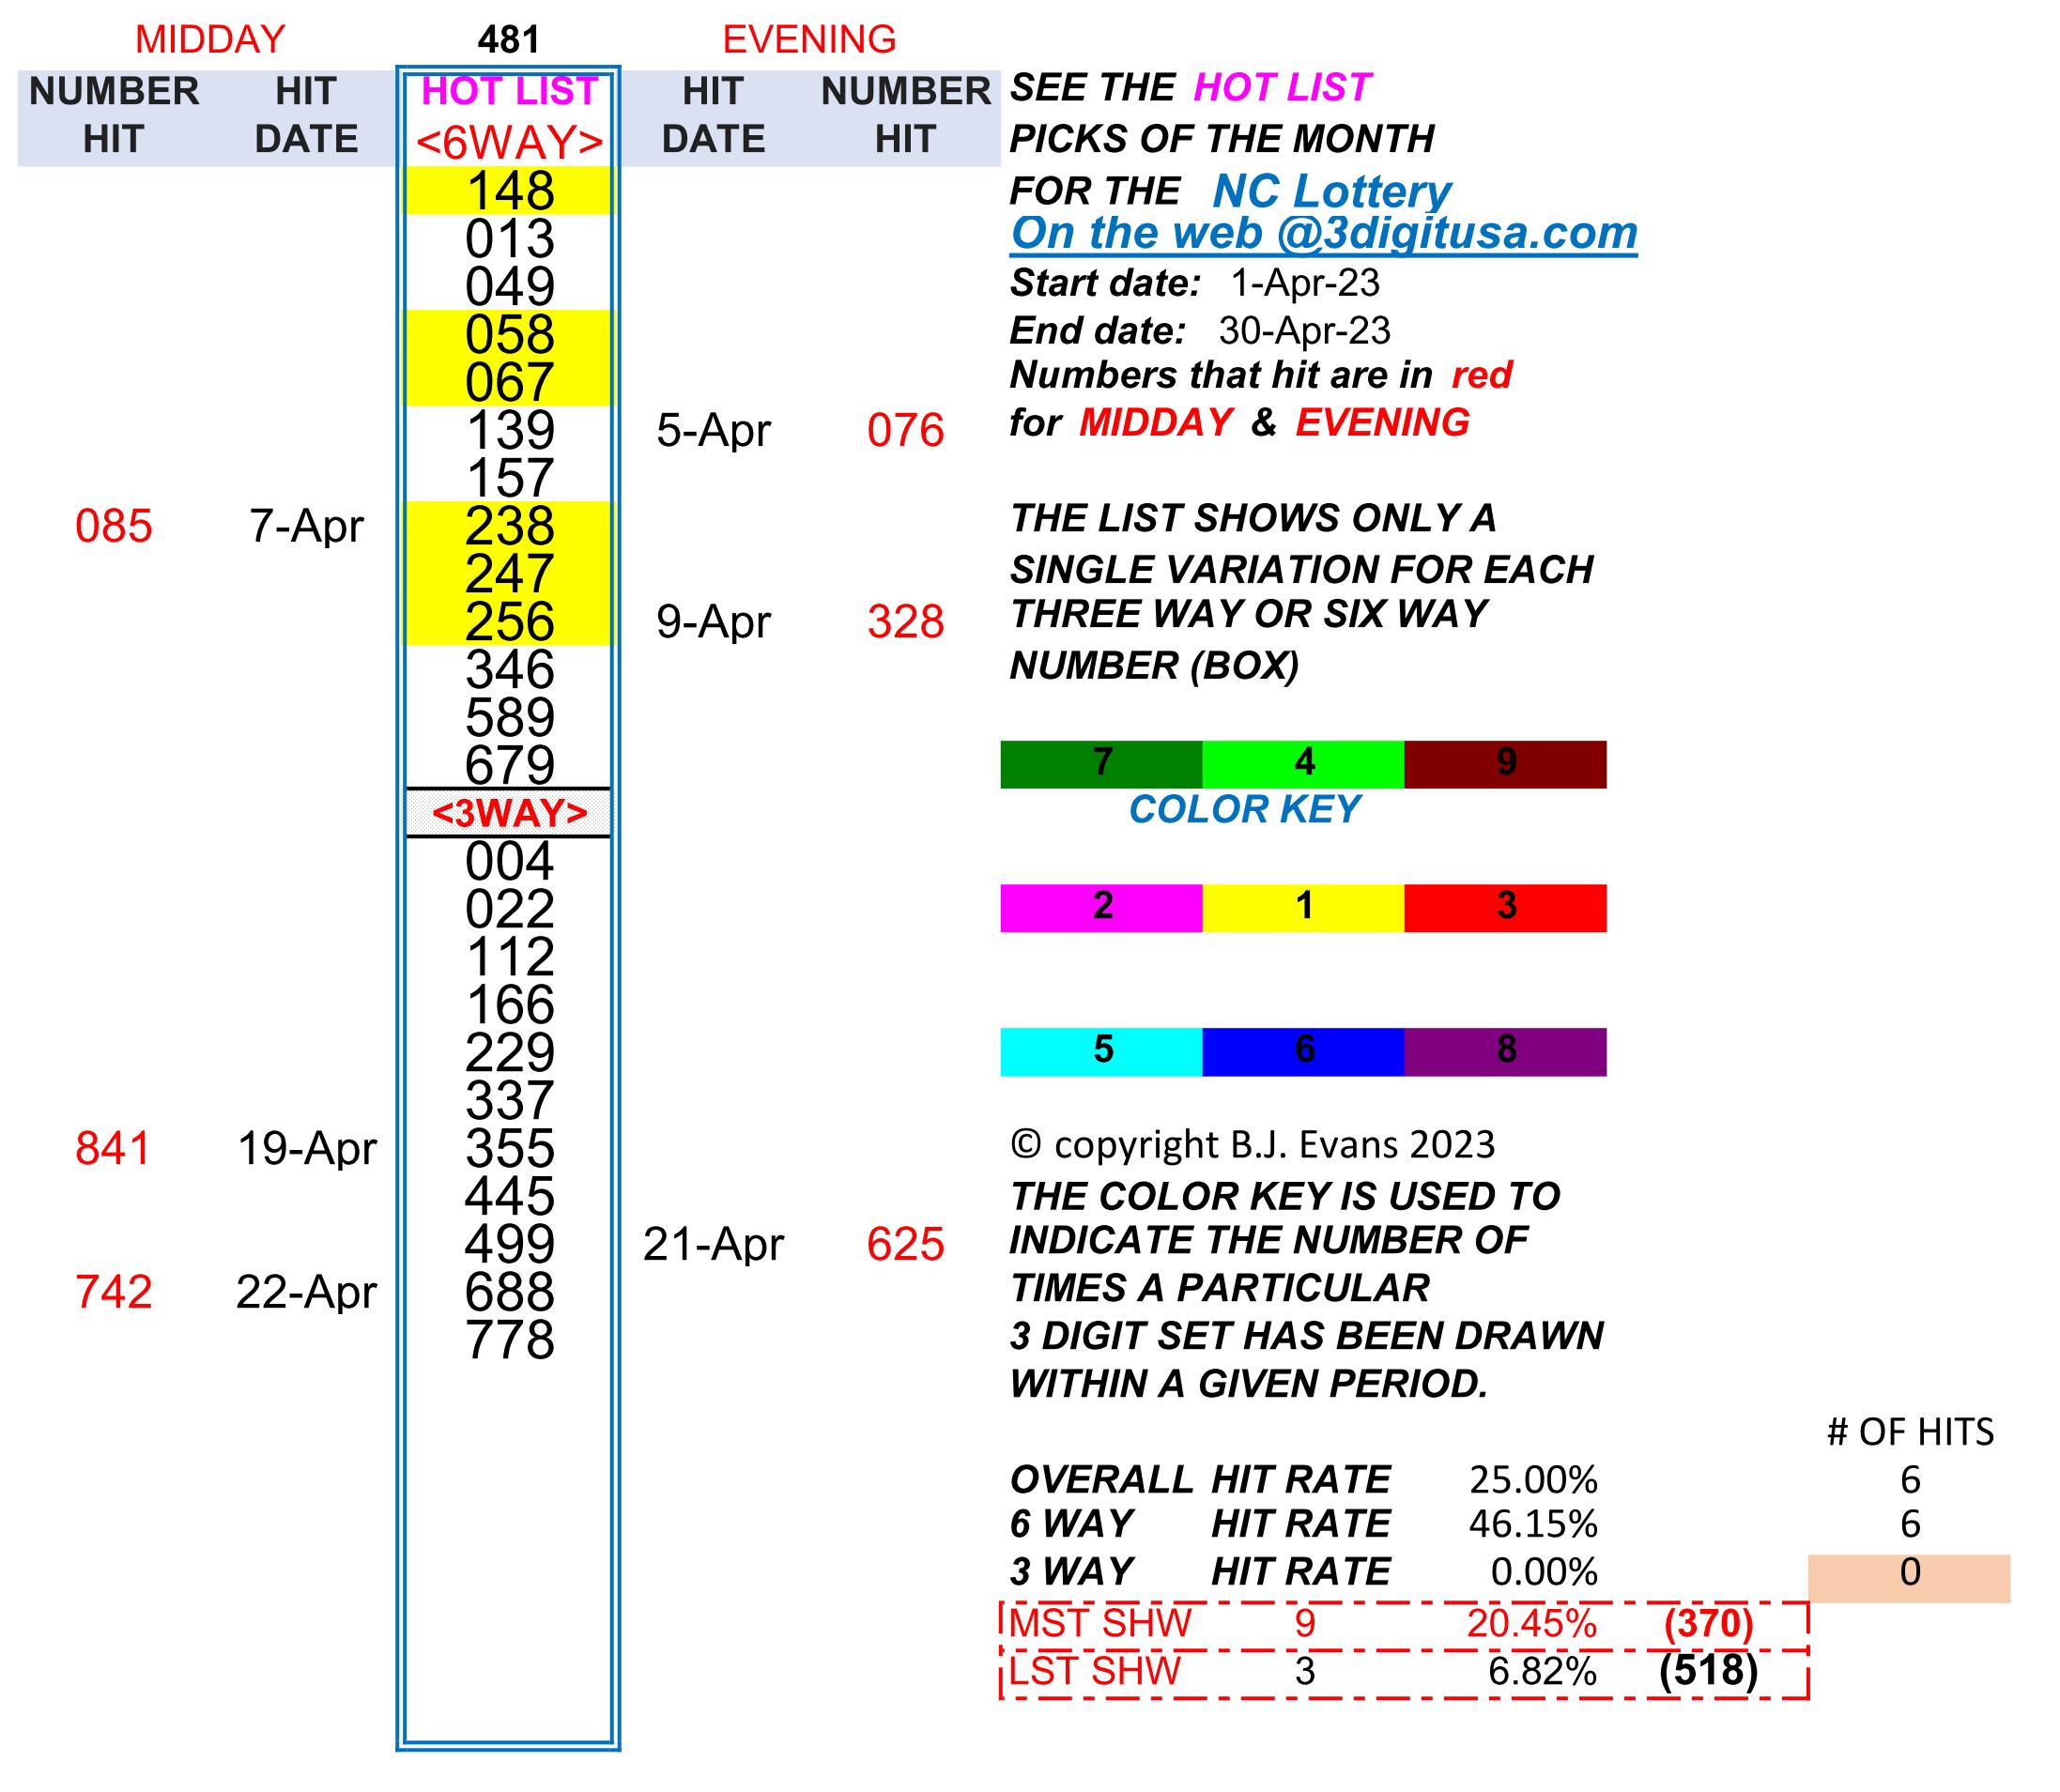 MIDDAY 481 EVENING
NUMBER HIT HOT LIST HIT NUMBER SEE THE HOT LIST
HIT DATE <6WAY> DATE HIT PICKS OF THE MONTH
148 FOR THE NC Lottery
013 On the web @3digitusa.com
049 Start date: 1-Apr-23
058 End date: 30-Apr-23
067 Numbers that hit are in red
139 5-Apr 076 for MIDDAY & EVENING
157
085 7-Apr 238 THE LIST SHOWS ONLY A
247 SINGLE VARIATION FOR EACH
256 9-Apr 328 THREE WAY OR SIX WAY
346 NUMBER (BOX)
589
679 7 4 9
<3WAY> COLOR KEY
004
022 2 1 3
112
166
229 5 6 8
337
841 19-Apr 355 © copyright B.J. Evans 2023
445 THE COLOR KEY IS USED TO
499 21-Apr 625 INDICATE THE NUMBER OF
742 22-Apr 688 TIMES A PARTICULAR
778 3 DIGIT SET HAS BEEN DRAWN
WITHIN A GIVEN PERIOD.
# OF HITS
OVERALL HIT RATE 25.00% 6
6 WAY HIT RATE 46.15% 6
3 WAY HIT RATE 0.00% 0
MST SHW 9 20.45% (370)
LST SHW 3 6.82% (518)